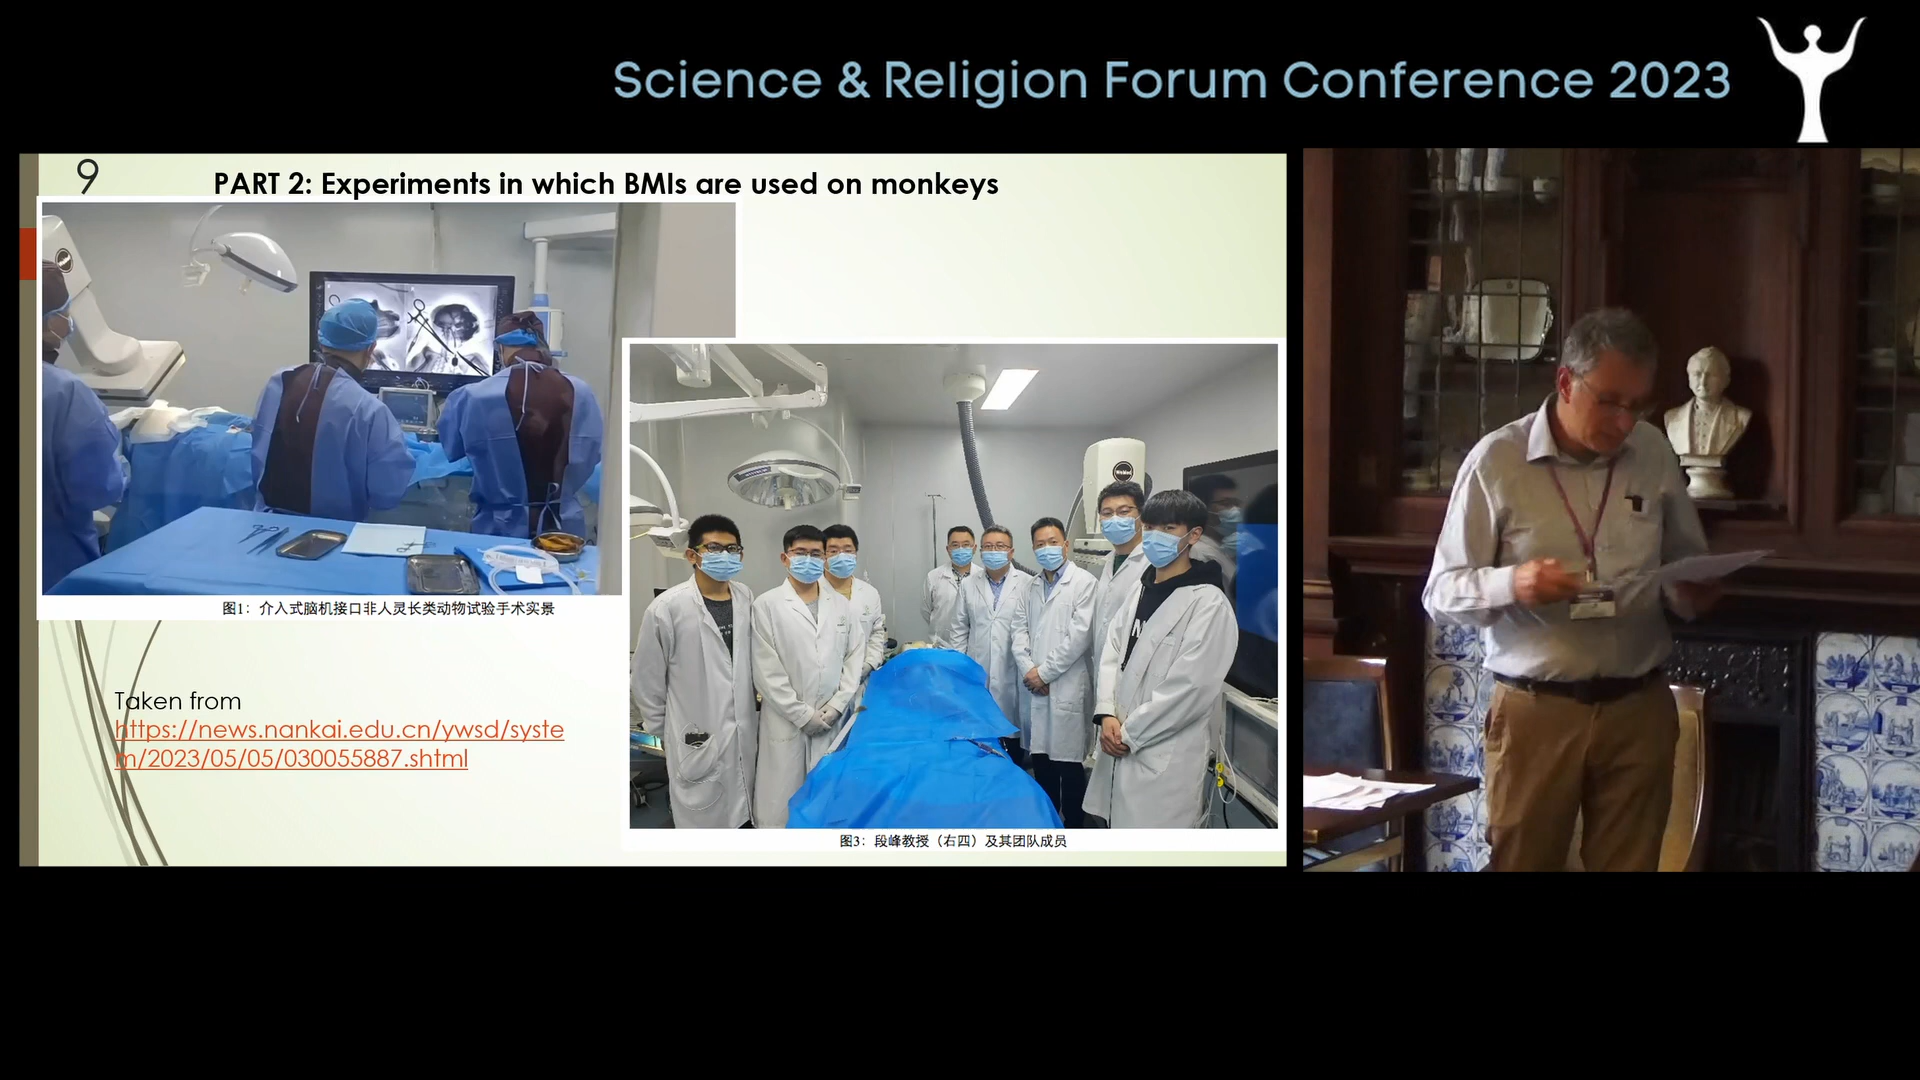 Science & Religion Forum Conference 2023
9
PART 2: Experiments in which BMIs are used on monkeys
图1：介入式脑机接口非人灵长类动物试验手术实景
图3：段峰教授（右四）及其团队成员
Taken from
https://news.nankai.edu.cn/ywsd/syste
m/2023/05/05/030055887.shtml